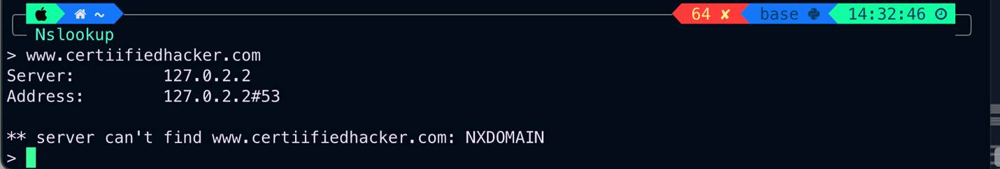 ~ 64 ✘ base 14:32:46
Nslookup
> www.certiifiedhacker.com
Server: 127.0.2.2
Address: 127.0.2.2#53
** server can't find www.certiifiedhacker.com: NXDOMAIN
>